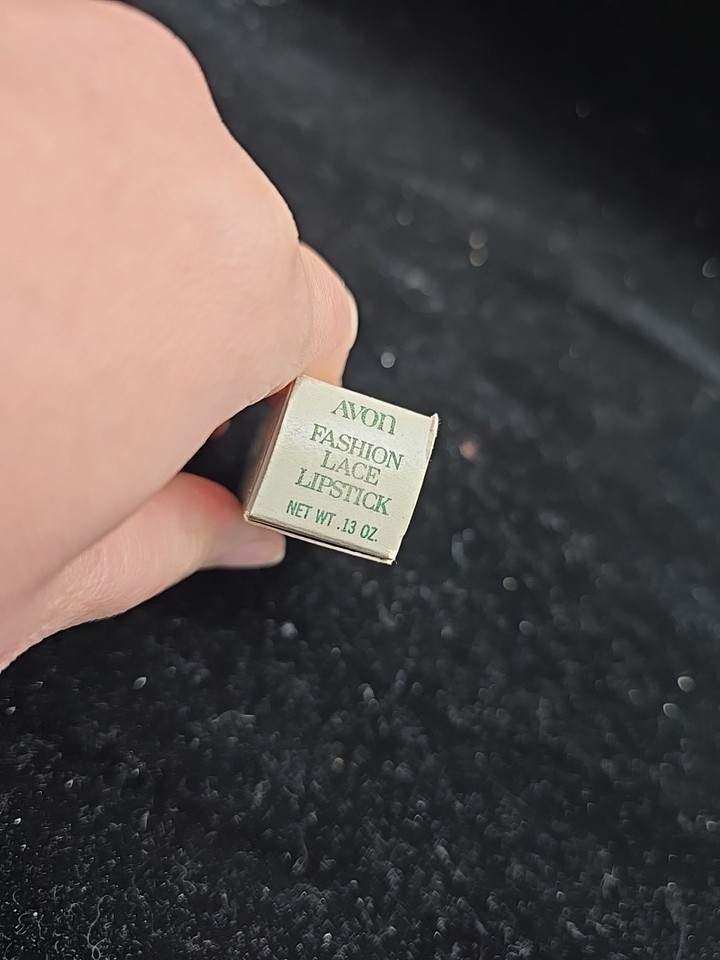 AVON
FASHION
LACE
LIPSTICK
NET WT .13 OZ.